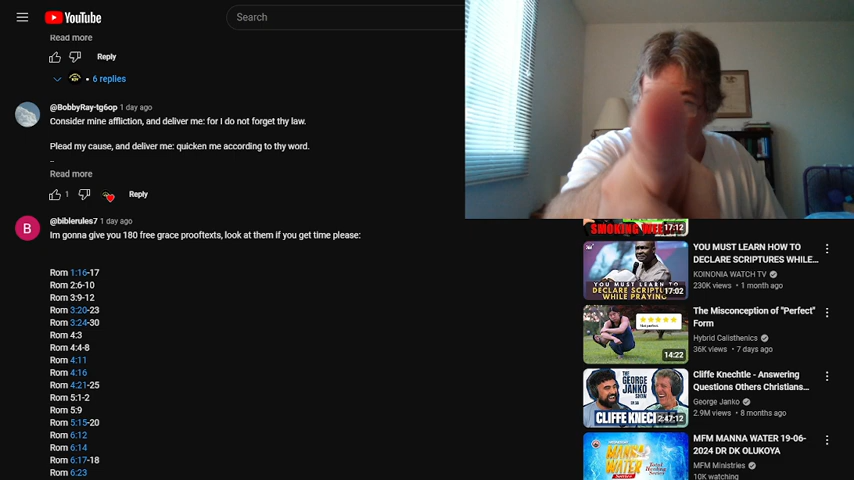 YouTube
Search
Read more
Reply
6 replies
@BobbyRay-tg6op 1 day ago
Consider mine affliction, and deliver me: for I do not forget thy law.
Plead my cause, and deliver me: quicken me according to thy word.
..
Read more
1
Reply
B
@biblerules7 1 day ago
Im gonna give you 180 free grace prooftexts, look at them if you get time please:
Rom 1:16-17
Rom 2:6-10
Rom 3:9-12
Rom 3:20-23
Rom 3:24-30
Rom 4:3
Rom 4:4-8
Rom 4:11
Rom 4:16
Rom 4:21-25
Rom 5:1-2
Rom 5:9
Rom 5:15-20
Rom 6:12
Rom 6:14
Rom 6:17-18
Rom 6:23
SMOKING
17:12
YOU MUST LEARN TO
DECLARE SCRIPTU
WHILE PRAYING
17:02
YOU MUST LEARN HOW TO
DECLARE SCRIPTURES WHILE...
KOINONIA WATCH TV
230K views • 1 month ago
14:22
The Misconception of "Perfect"
Form
Hybrid Calisthenics
36K views • 7 days ago
THE
GEORGE
JANKO
SHOW
CLIFFE KNEC
2:47:12
Cliffe Knechtle - Answering
Questions Others Christians...
George Janko
2.9M views • 8 months ago
MANNA
WATER
MFM MANNA WATER 19-06-
2024 DR DK OLUKOYA
MFM Ministries
10K watching